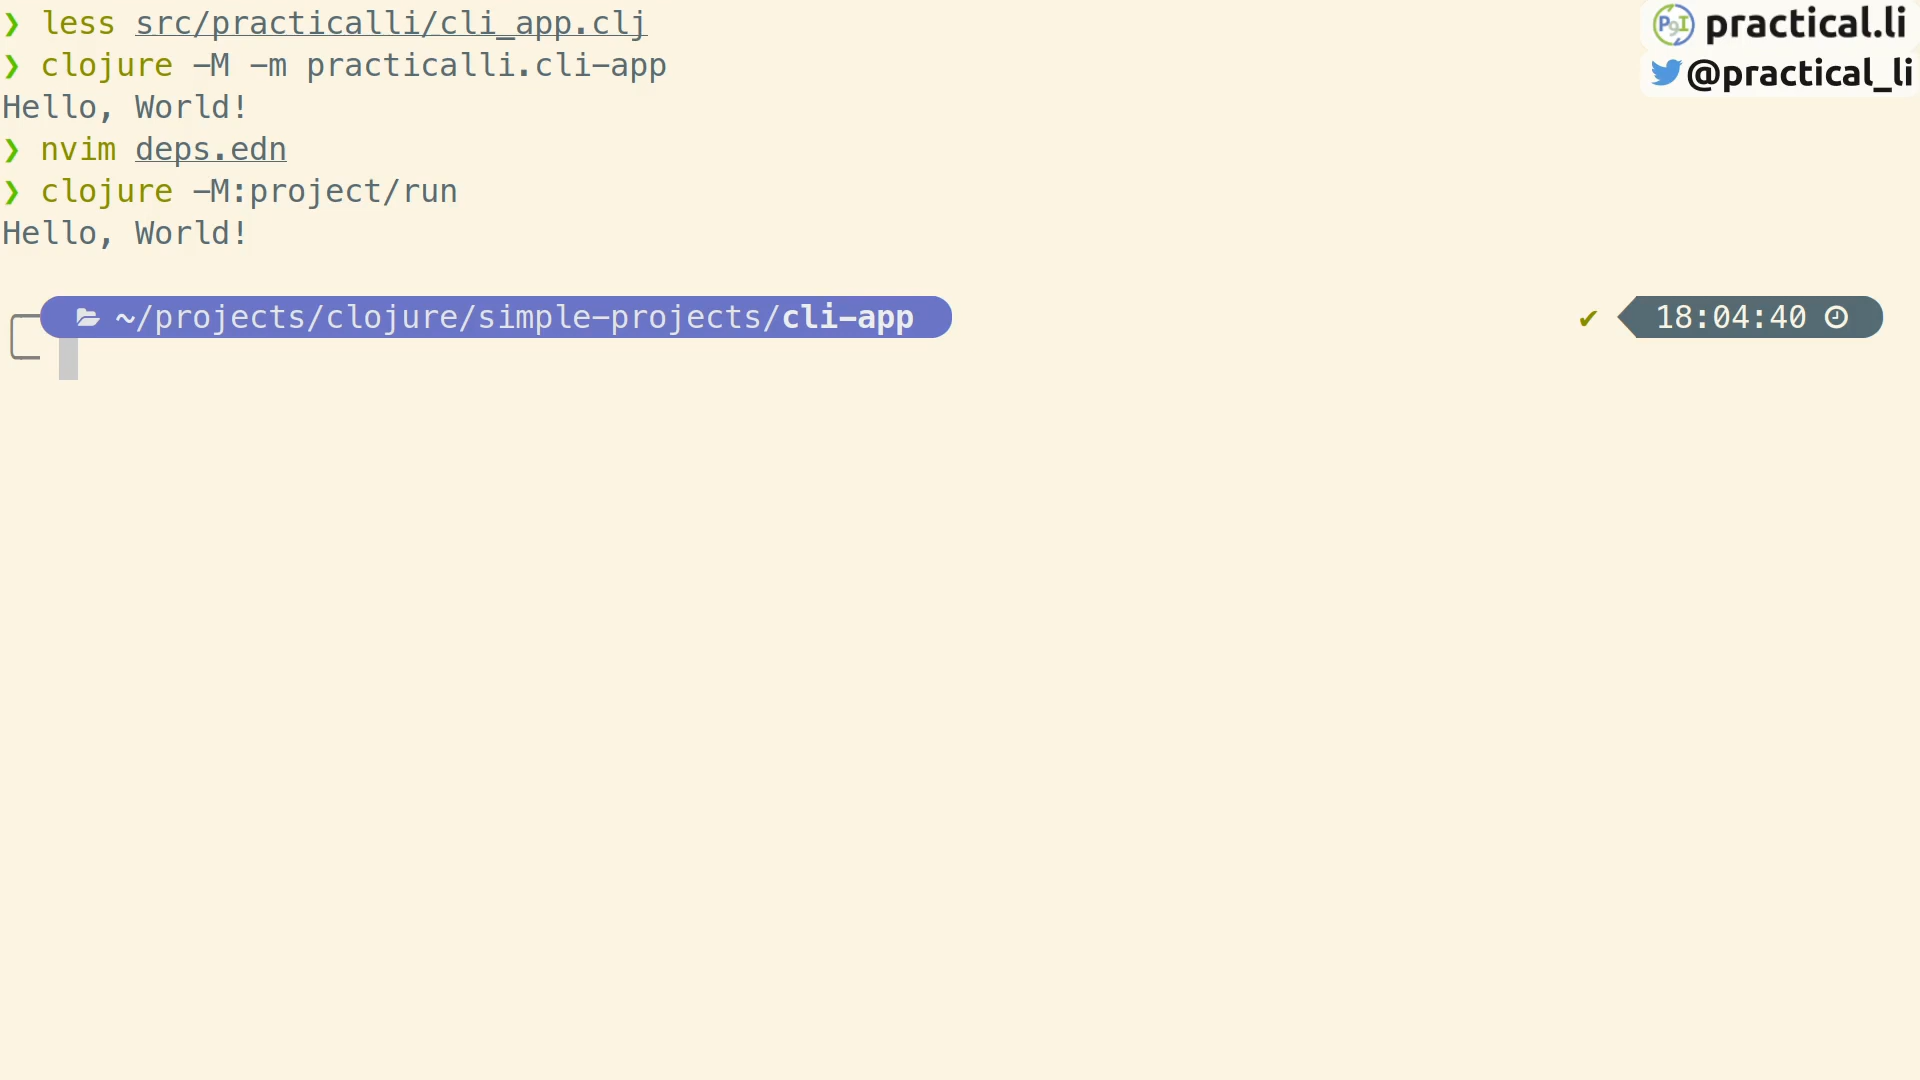 ❯ less src/practicalli/cli_app.clj
❯ clojure -M -m practicalli.cli-app
Hello, World!
❯ nvim deps.edn
❯ clojure -M:project/run
Hello, World!
~/projects/clojure/simple-projects/cli-app
✔ 18:04:40
practical.li
@practical_li